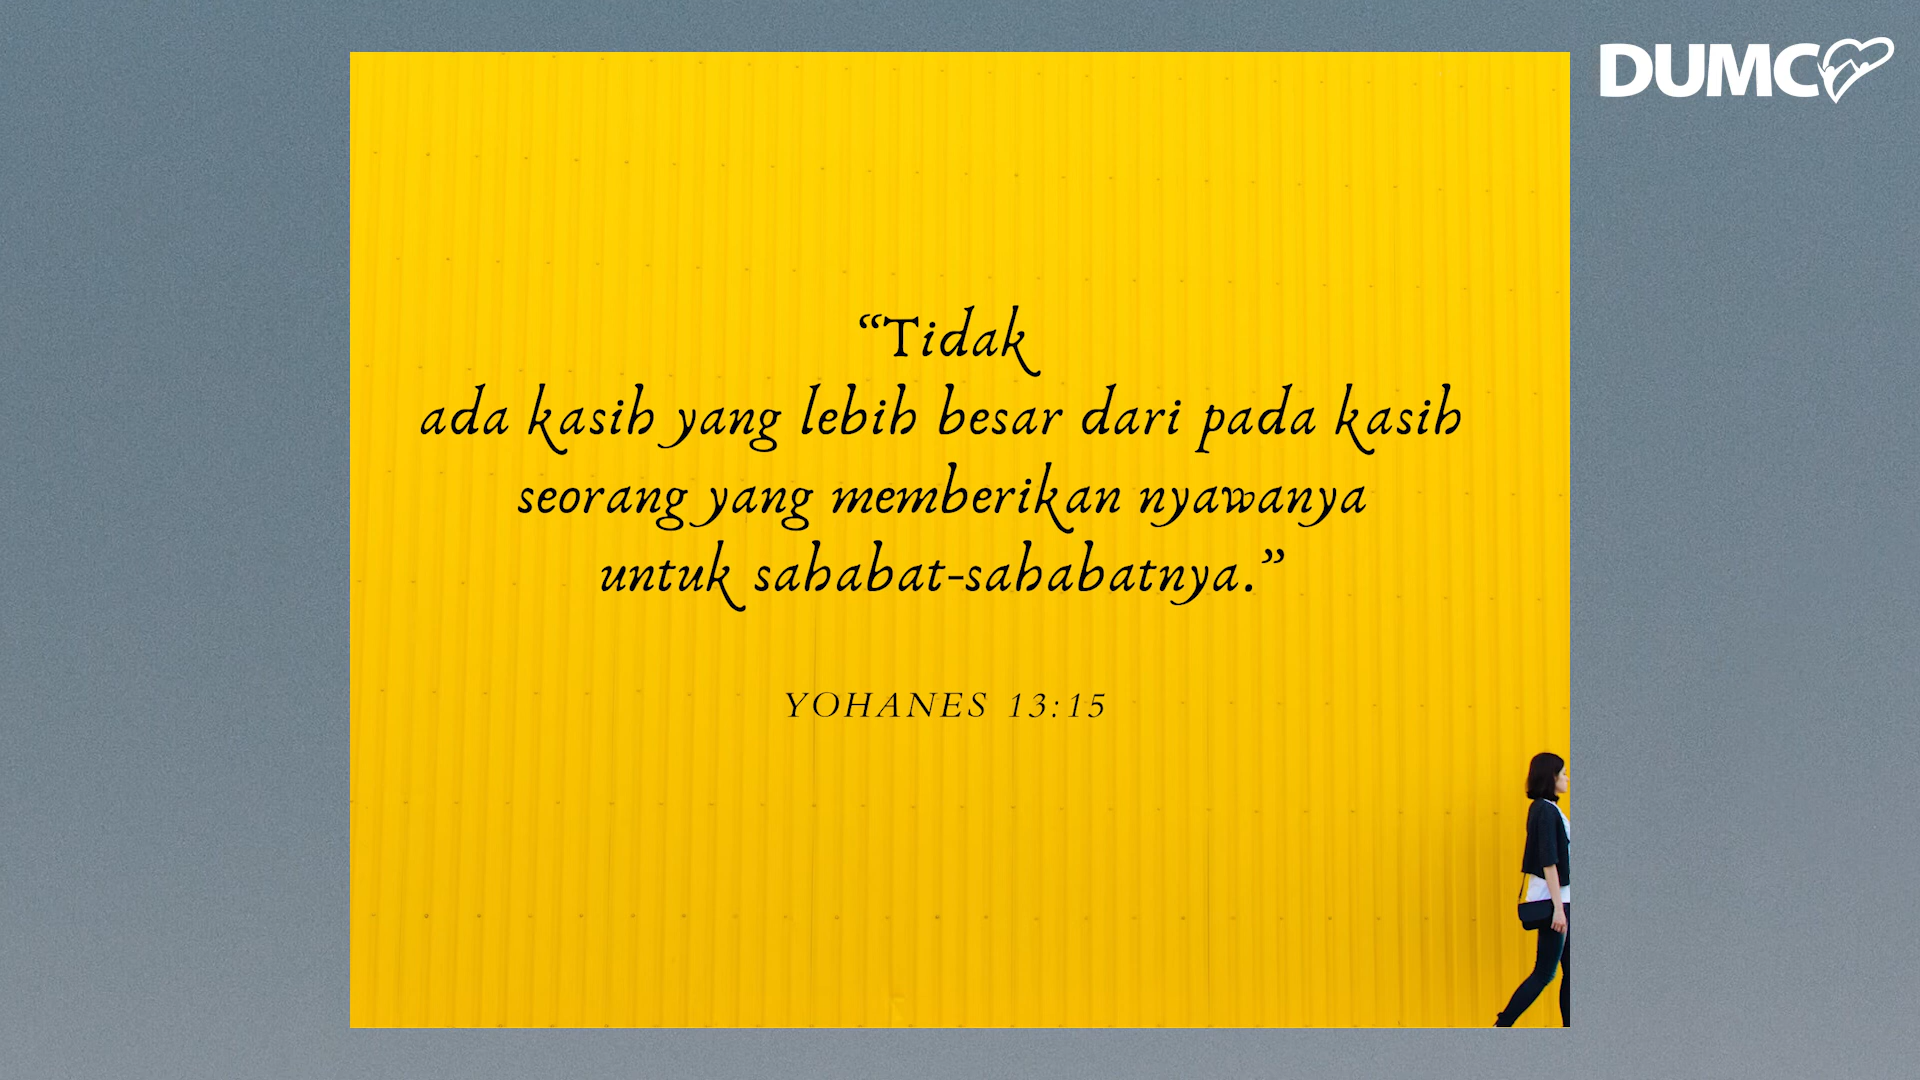 DUMC
“Tidak
ada kasih yang lebih besar dari pada kasih
seorang yang memberikan nyawanya
untuk sahabat-sahabatnya.”
YOHANES 13:15